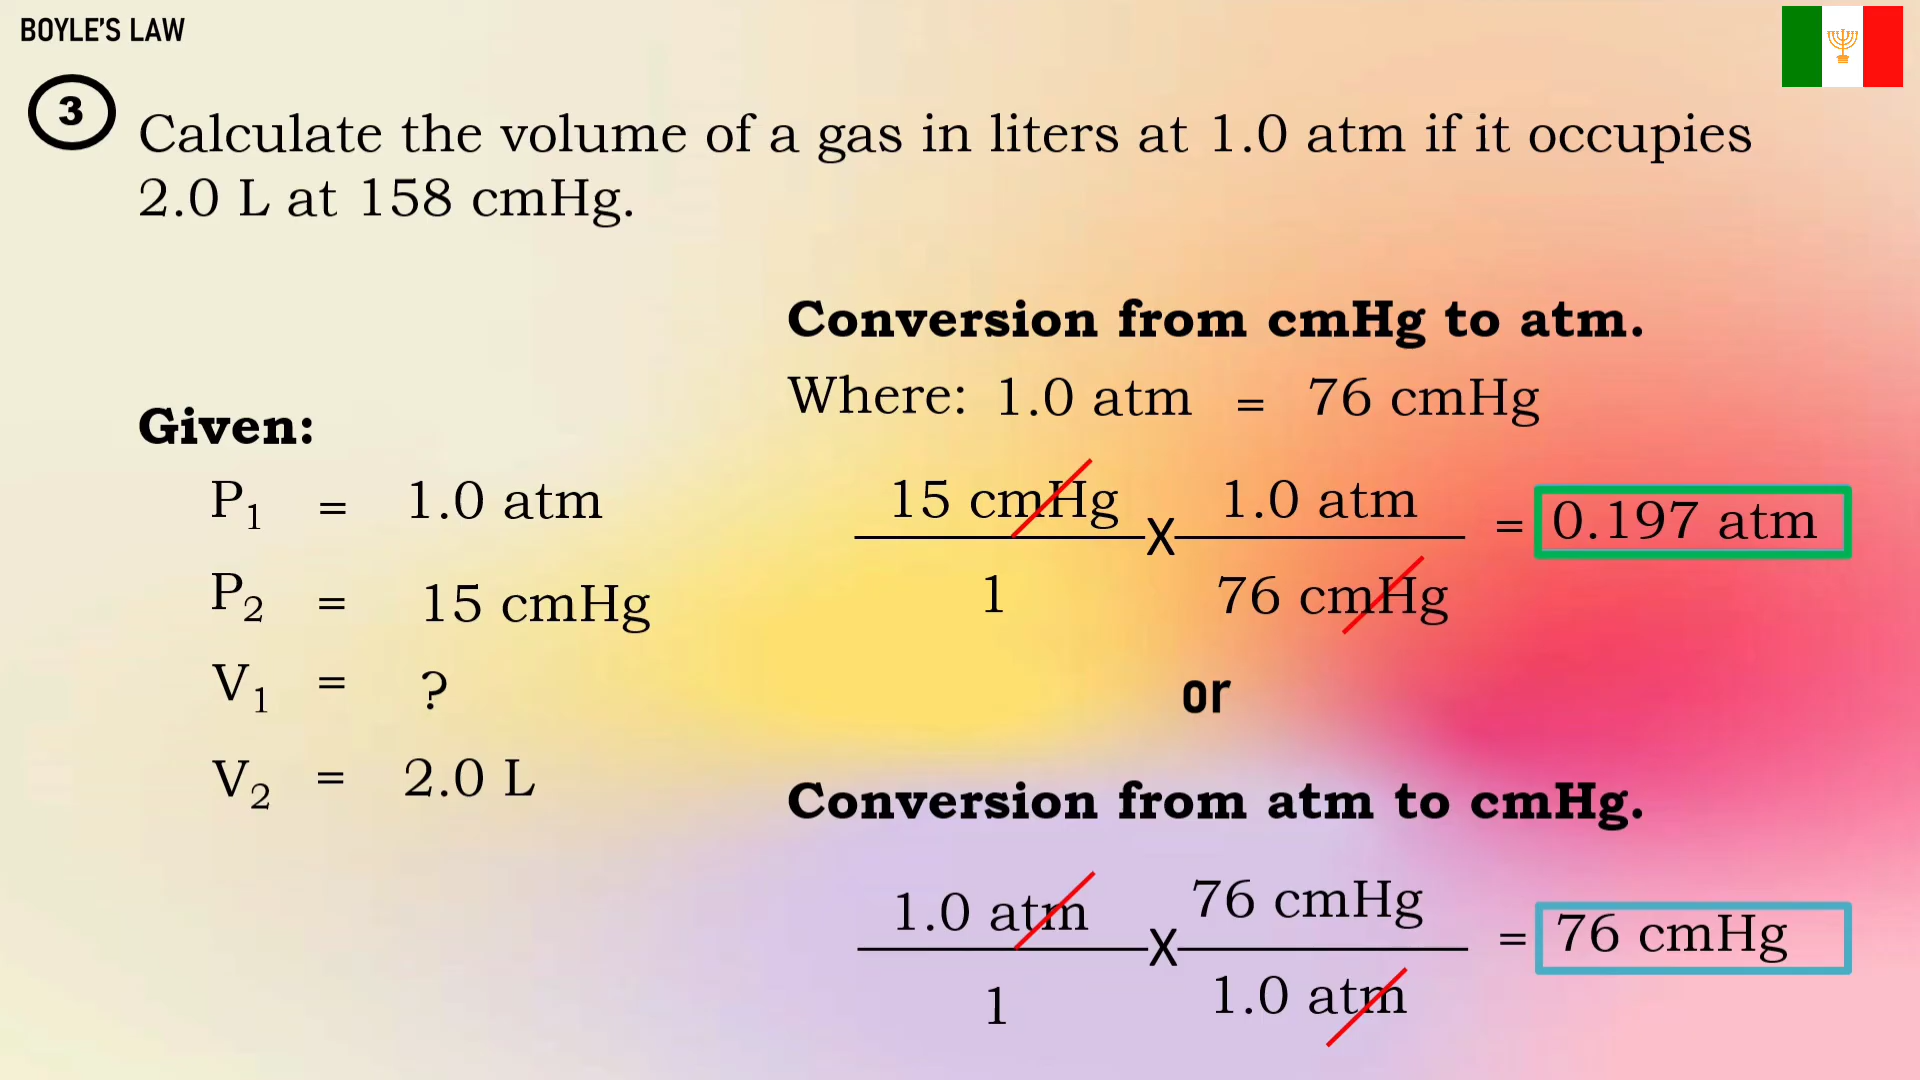 BOYLE'S LAW
3
Calculate the volume of a gas in liters at 1.0 atm if it occupies
2.0 L at 158 cmHg.
Given:
P₁ = 1.0 atm
P₂ = 15 cmHg
V₁ = ?
V₂ = 2.0 L
Conversion from cmHg to atm.
Where: 1.0 atm = 76 cmHg
15 cmHg X 1.0 atm = 0.197 atm
1 76 cmHg
or
Conversion from atm to cmHg.
1.0 atm X 76 cmHg = 76 cmHg
1 1.0 atm